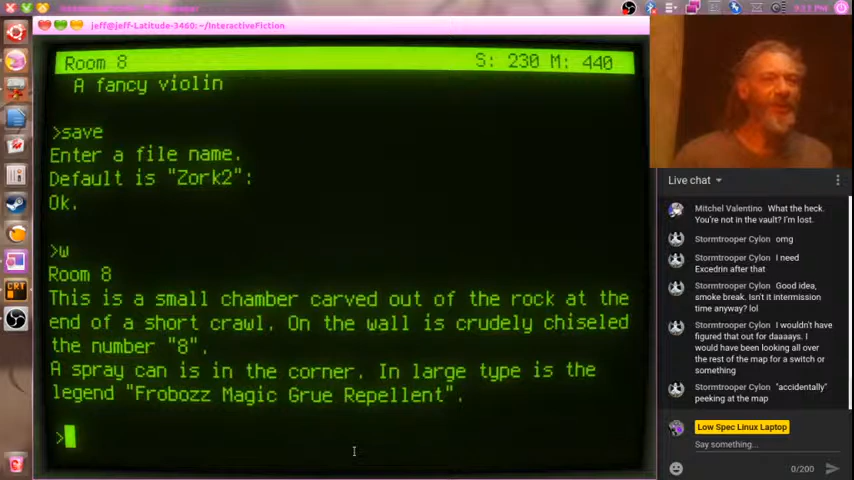 jeff@jeff-Latitude-3460: ~/InteractiveFiction
Room 8 S: 230 M: 440
A fancy violin
>save
Enter a file name.
Default is "Zork2":
Ok.
>w
Room 8
This is a small chamber carved out of the rock at the
end of a short crawl. On the wall is crudely chiseled
the number "8".
A spray can is in the corner. In large type is the
legend "Frobozz Magic Grue Repellent".
>
CRT
Live chat
Mitchel Valentino What the heck.
You're not in the vault? I'm lost.
Stormtrooper Cylon omg
Stormtrooper Cylon I need
Excedrin after that
Stormtrooper Cylon Good idea,
smoke break. Isn't it intermission
time anyway? lol
Stormtrooper Cylon I wouldn't have
figured that out for daaaays. I
would have been looking all over
the rest of the map for a switch or
something
Stormtrooper Cylon "accidentally"
peeking at the map
Low Spec Linux Laptop
Say something...
0/200